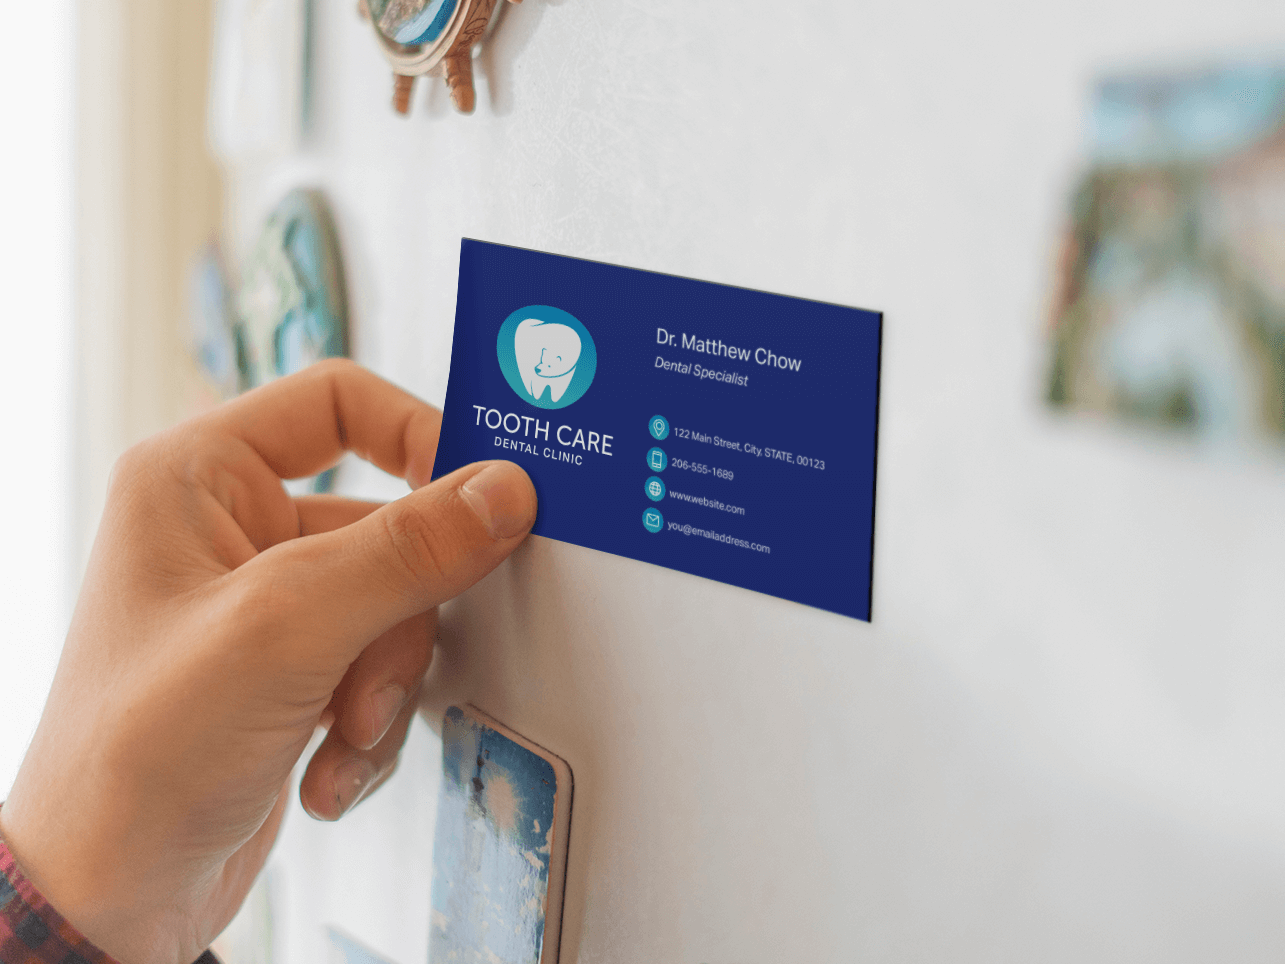 TOOTH CARE
DENTAL CLINIC
Dr. Matthew Chow
Dental Specialist
122 Main Street, City, STATE, 00123
206-555-1689
www.website.com
you@emailaddress.com